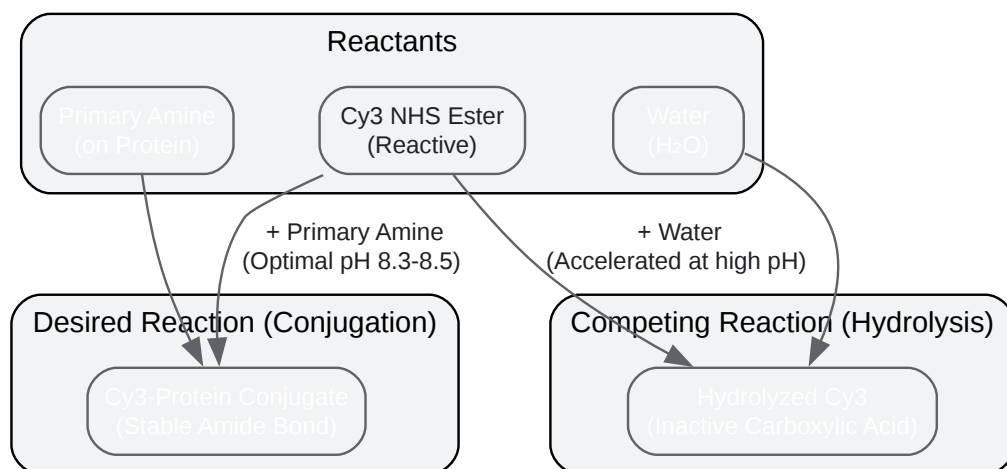 Reactants
Primary Amine
(on Protein)
Cy3 NHS Ester
(Reactive)
Water
(H₂O)
+ Primary Amine
(Optimal pH 8.3-8.5)
+ Water
(Accelerated at high pH)
Desired Reaction (Conjugation)
Cy3-Protein Conjugate
(Stable Amide Bond)
Competing Reaction (Hydrolysis)
Hydrolyzed Cy3
(Inactive Carboxylic Acid)